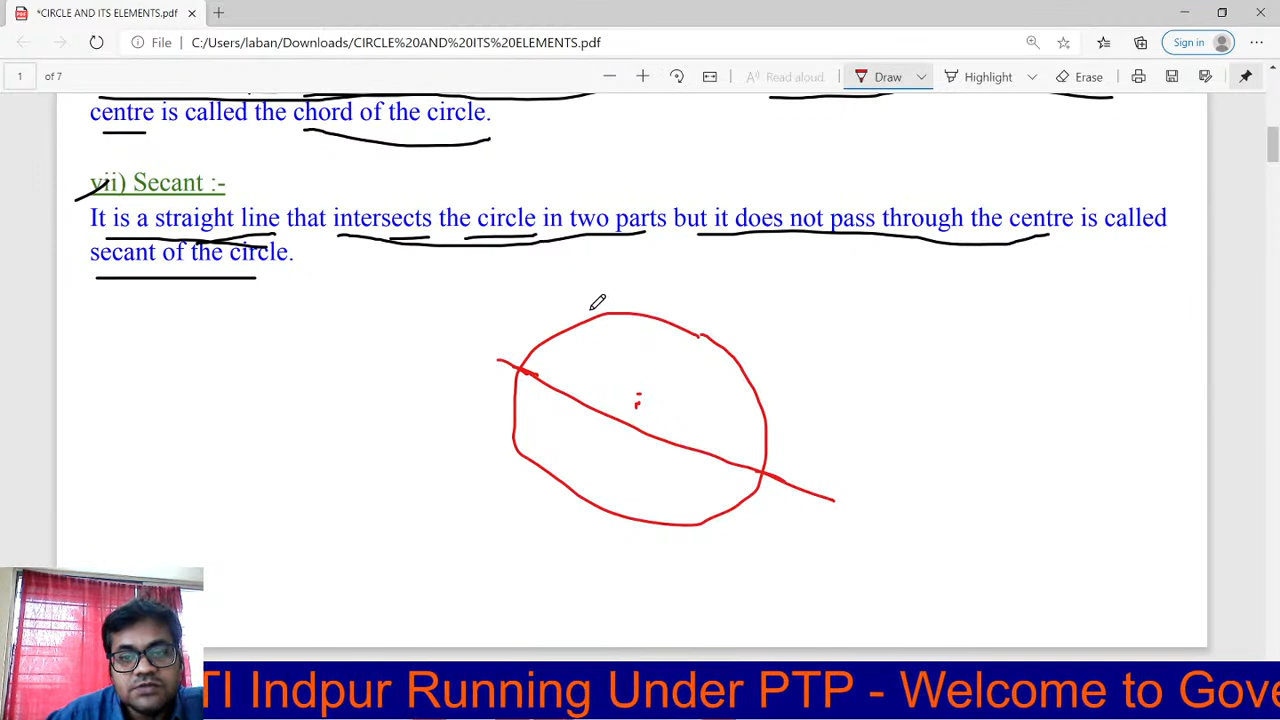 *CIRCLE AND ITS ELEMENTS.pdf
File
C:/Users/laban/Downloads/CIRCLE%20AND%20ITS%20ELEMENTS.pdf
Sign in
1 of 7
Read aloud
Draw
Highlight
Erase
centre is called the chord of the circle.
vii) Secant :-
It is a straight line that intersects the circle in two parts but it does not pass through the centre is called
secant of the circle.
TI Indpur Running Under PTP - Welcome to Gove